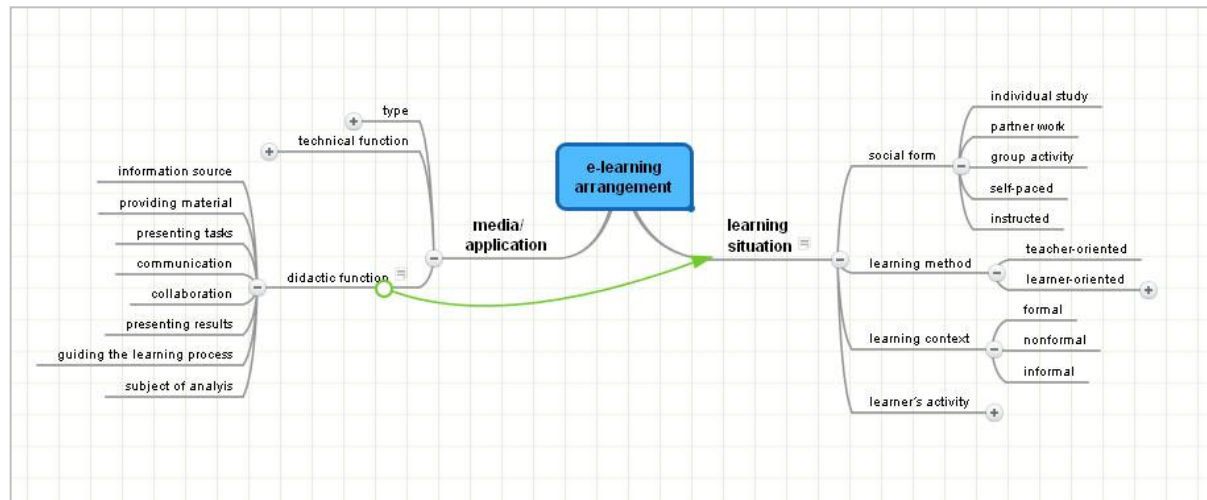 e-learning
arrangement
media/
application
type
technical function
didactic function
information source
providing material
presenting tasks
communication
collaboration
presenting results
guiding the learning process
subject of analyis
learning
situation
social form
individual study
partner work
group activity
self-paced
instructed
learning method
teacher-oriented
learner-oriented
learning context
formal
nonformal
informal
learner´s activity